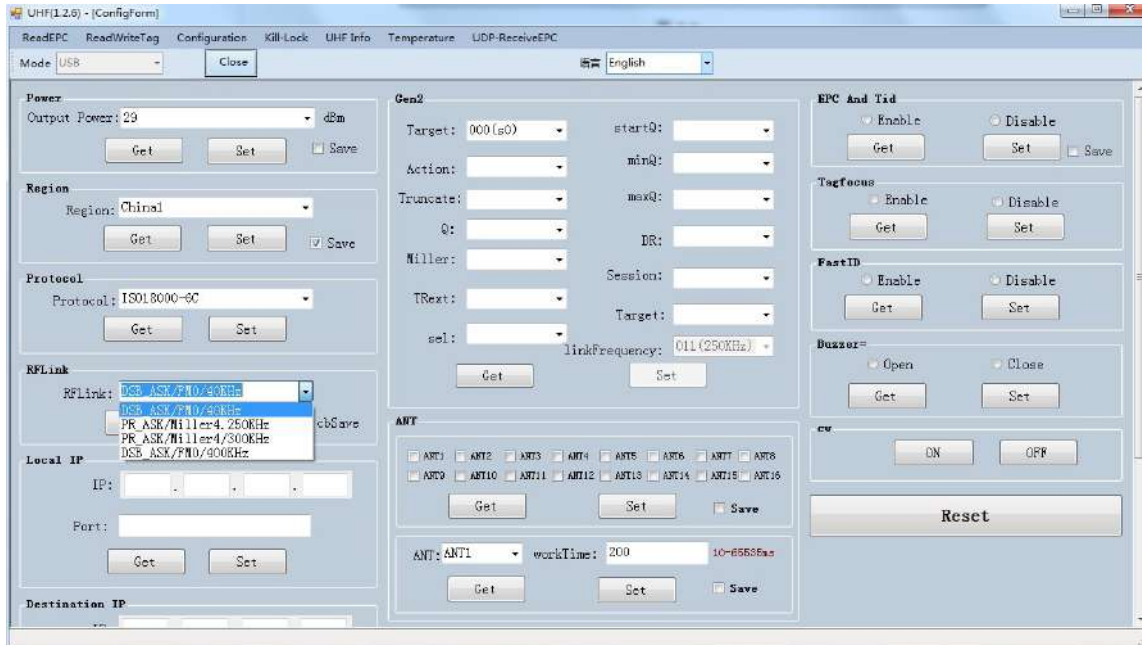 UHF(1.2.6) - [ConfigForm]
ReadEPC ReadWriteTag Configuration Kill-Lock UHF Info Temperature UDP-ReceiveEPC
Mode USB Close 语言 English
Power
Output Power: 29 dBm
Get Set Save
Region
Region: China1
Get Set Save
Protocol
Protocol: ISO18000-6C
Get Set
RFLink
RFLink: DSB_ASK/FM0/40KHz
DSB_ASK/FM0/40KHz
PR_ASK/Miller4.250KHz
PR_ASK/Miller4/300KHz
DSB_ASK/FM0/400KHz
cbSave
Local IP
IP: . . .
Port:
Get Set
Destination IP
Gen2
Target: 000(s0) startQ:
Action: minQ:
Truncate: maxQ:
Q: DR:
Miller: Session:
TRext: Target:
sel: linkFrequency: 011(250KHz)
Get Set
ANT
ANT1 ANT2 ANT3 ANT4 ANT5 ANT6 ANT7 ANT8
ANT9 ANT10 ANT11 ANT12 ANT13 ANT14 ANT15 ANT16
Get Set Save
ANT: ANT1 workTime: 200 10-65535ms
Get Set Save
EPC And Tid
Enable Disable
Get Set Save
Tagfocus
Enable Disable
Get Set
FastID
Enable Disable
Get Set
Buzzer=
Open Close
Get Set
cw
ON OFF
Reset